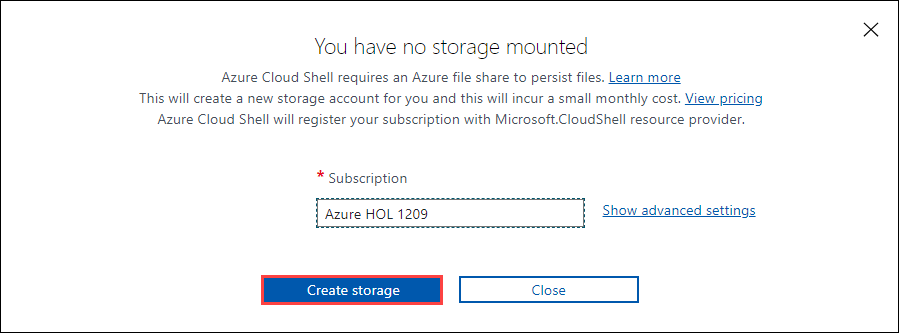 You have no storage mounted
Azure Cloud Shell requires an Azure file share to persist files. Learn more
This will create a new storage account for you and this will incur a small monthly cost. View pricing
Azure Cloud Shell will register your subscription with Microsoft.CloudShell resource provider.
* Subscription
Azure HOL 1209
Show advanced settings
Create storage
Close